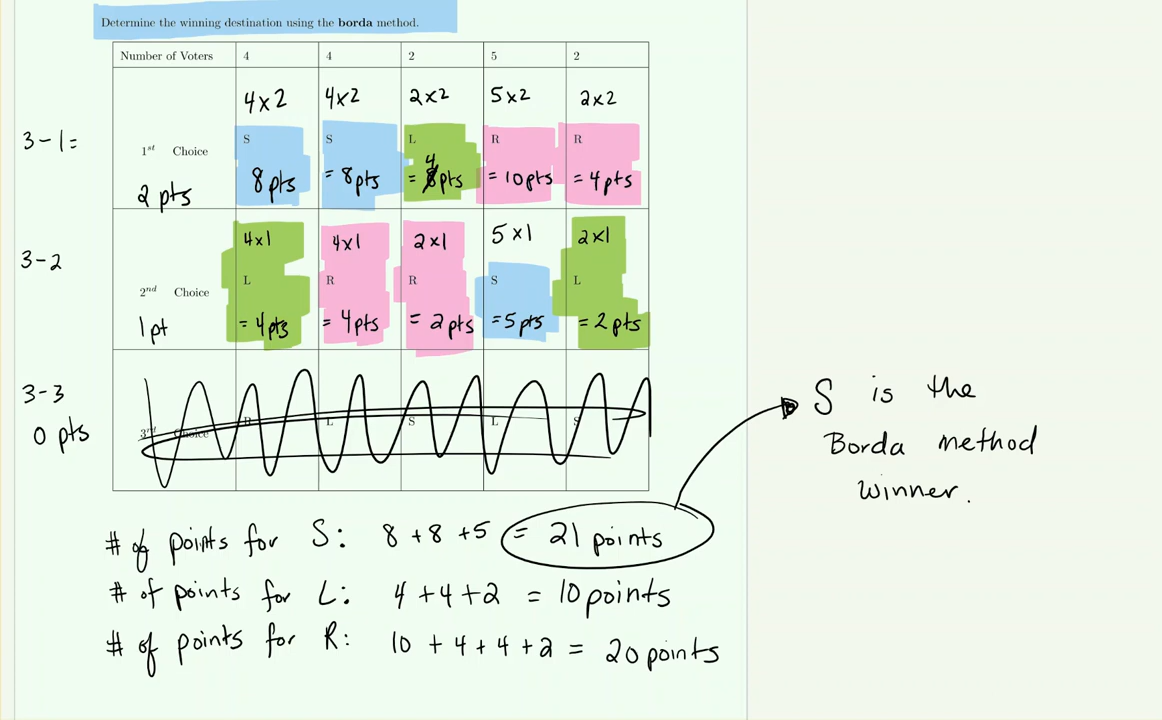 Determine the winning destination using the borda method.
Number of Voters 4 4 2 5 2
4x2 4x2 2x2 5x2 2x2
3-1=
S S L R R
1st Choice
4
2 pts 8pts = 8pts = pts = 10pts = 4pts
4x1 4x1 2x1 5x1 2x1
3-2
L R R S L
2nd Choice
1pt = 4pts = 4pts = 2pts = 5pts = 2pts
3-3
R L S L S
3rd Choice
0 pts
S is the
Borda method
winner.
# of points for S: 8 + 8 + 5 = 21 points
# of points for L: 4 + 4 + 2 = 10 points
# of points for R: 10 + 4 + 4 + 2 = 20 points